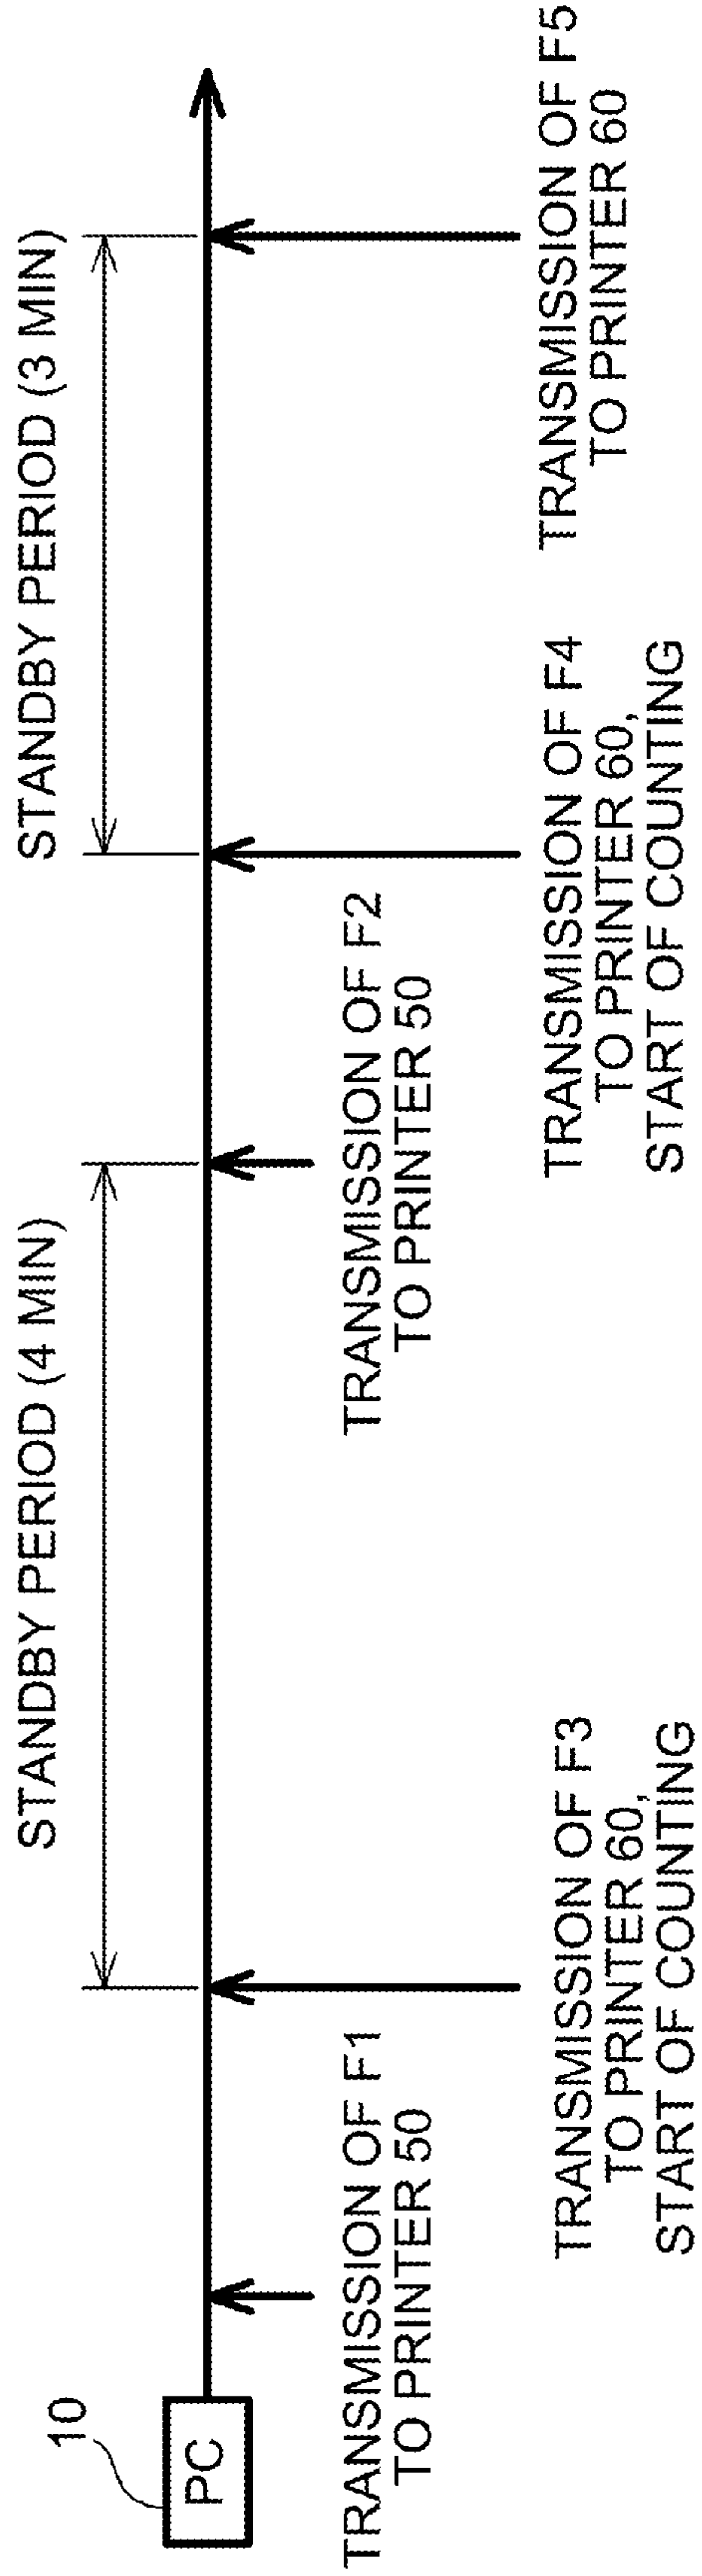 STANDBY PERIOD (4 MIN)
STANDBY PERIOD (3 MIN)
10
PC
TRANSMISSION OF F1
TO PRINTER 50
TRANSMISSION OF F2
TO PRINTER 50
TRANSMISSION OF F3
TO PRINTER 60,
START OF COUNTING
TRANSMISSION OF F4
TO PRINTER 60,
START OF COUNTING
TRANSMISSION OF F5
TO PRINTER 60